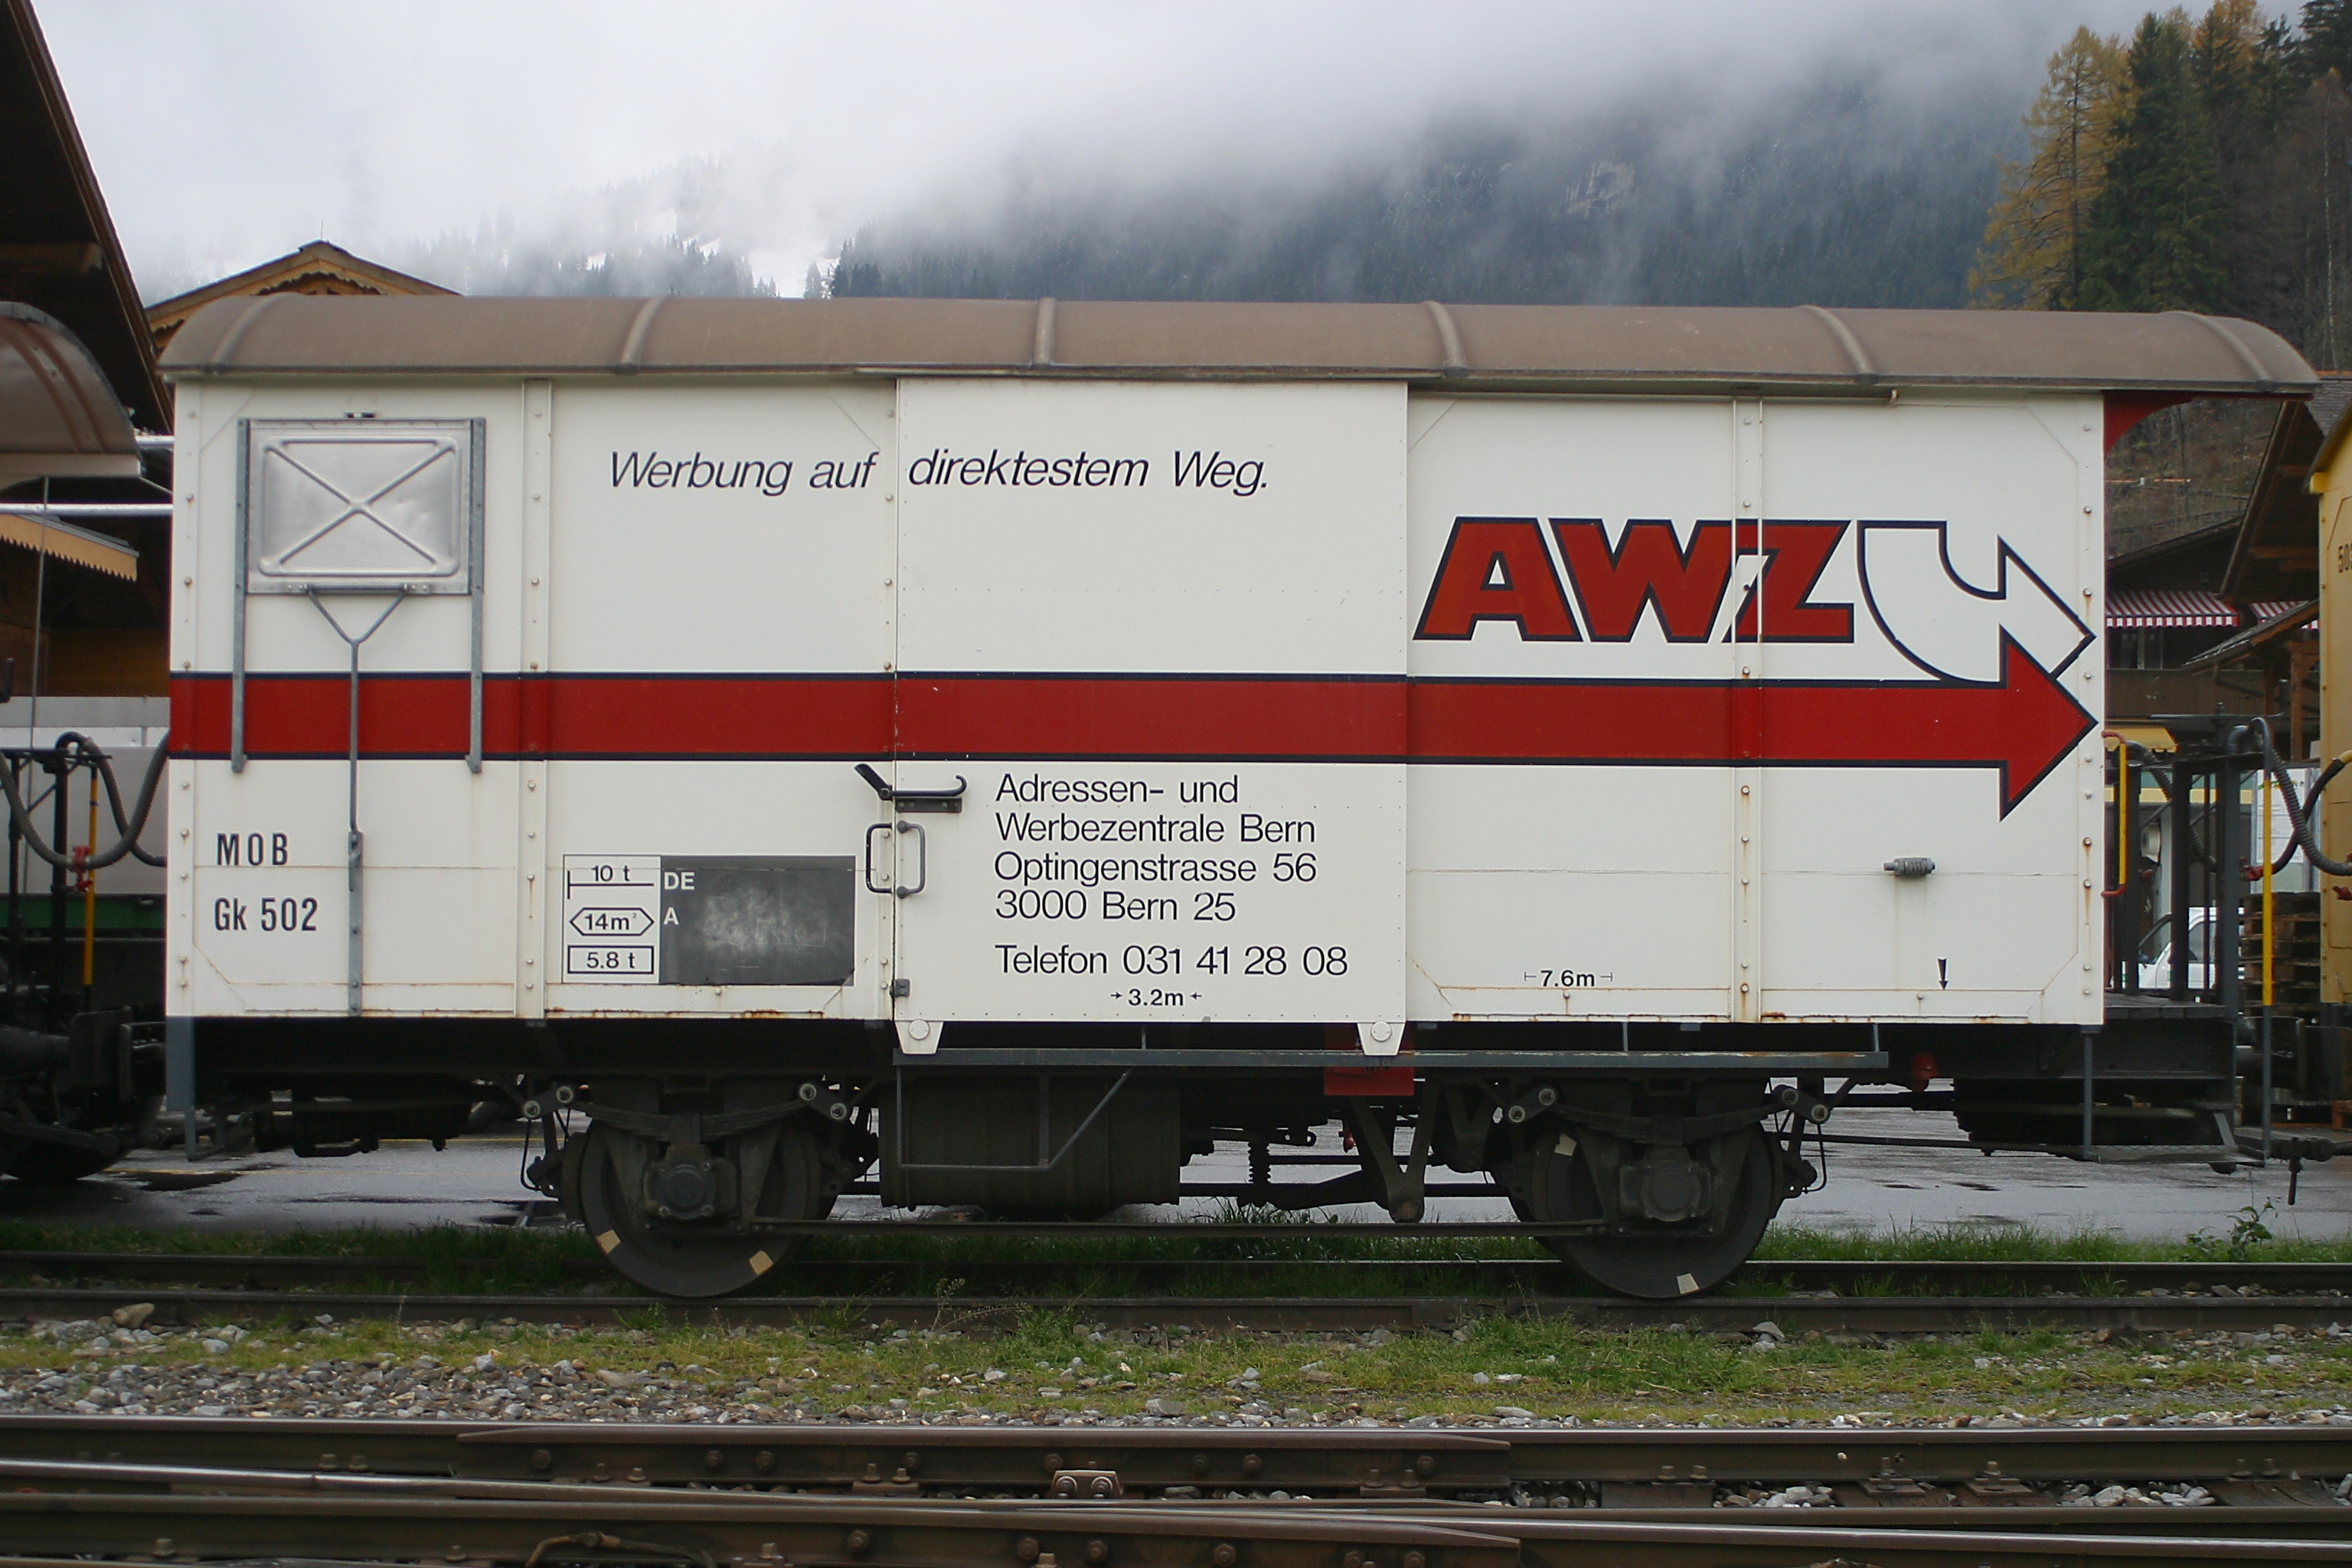 Werbung auf direktestem Weg.
AWZ
MOB
Gk 502
10 t
DE
14m²
A
5.8 t
Adressen- und
Werbezentrale Bern
Optingenstrasse 56
3000 Bern 25
Telefon 031 41 28 08
3.2m
7.6m